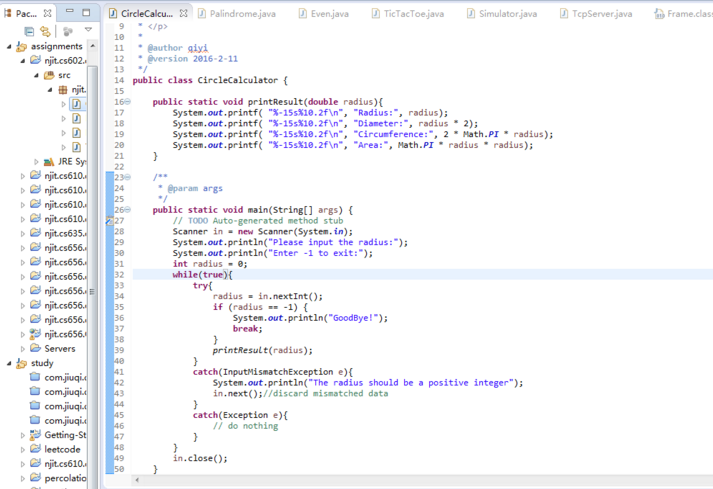 Pac...
CircleCalcu...
Palindrome.java
Even.java
TicTacToe.java
Simulator.java
TcpServer.java
Frame.class
assignments
njit.cs602.
src
njit.
JRE Sy
njit.cs610.
njit.cs610.
njit.cs610.
njit.cs610.
njit.cs635.
njit.cs656.
njit.cs656.
njit.cs656.
njit.cs656.
njit.cs656.
njit.cs656.
njit.cs656.
Servers
study
com.jiuqi.
com.jiuqi.
com.jiuqi.
com.jiuqi.
Getting-St
leetcode
njit.cs610.
percolatio
9 * </p>
10 *
11 * @author qiyi
12 * @version 2016-2-11
13 */
14 public class CircleCalculator {
15
16 public static void printResult(double radius){
17 System.out.printf( "%-15s%10.2f\n", "Radius:", radius);
18 System.out.printf( "%-15s%10.2f\n", "Diameter:", radius * 2);
19 System.out.printf( "%-15s%10.2f\n", "Circumference:", 2 * Math.PI * radius);
20 System.out.printf( "%-15s%10.2f\n", "Area:", Math.PI * radius * radius);
21 }
22
23 /**
24 * @param args
25 */
26 public static void main(String[] args) {
27 // TODO Auto-generated method stub
28 Scanner in = new Scanner(System.in);
29 System.out.println("Please input the radius:");
30 System.out.println("Enter -1 to exit:");
31 int radius = 0;
32 while(true){
33 try{
34 radius = in.nextInt();
35 if (radius == -1) {
36 System.out.println("GoodBye!");
37 break;
38 }
39 printResult(radius);
40 }
41 catch(InputMismatchException e){
42 System.out.println("The radius should be a positive integer");
43 in.next();//discard mismatched data
44 }
45 catch(Exception e){
46 // do nothing
47 }
48 }
49 in.close();
50 }